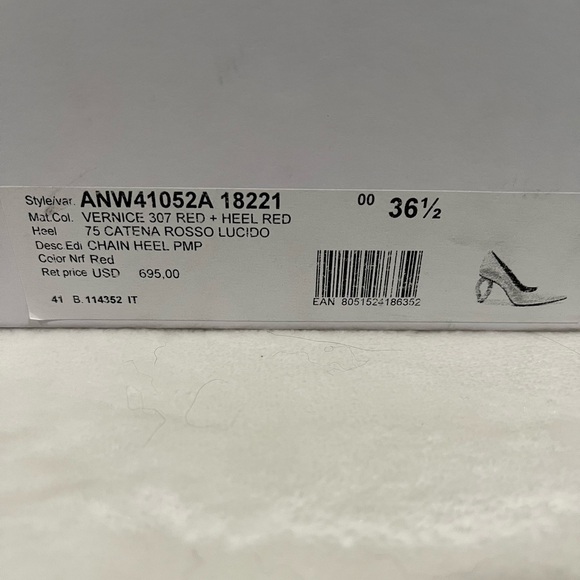 Style/var. ANW41052A 18221 00 36½
Mat.Col. VERNICE 307 RED + HEEL RED
Heel 75 CATENA ROSSO LUCIDO
Desc.Edi CHAIN HEEL PMP
Color Nrf Red
Ret price USD 695,00
41 B. 114352 IT
EAN 8051524186352